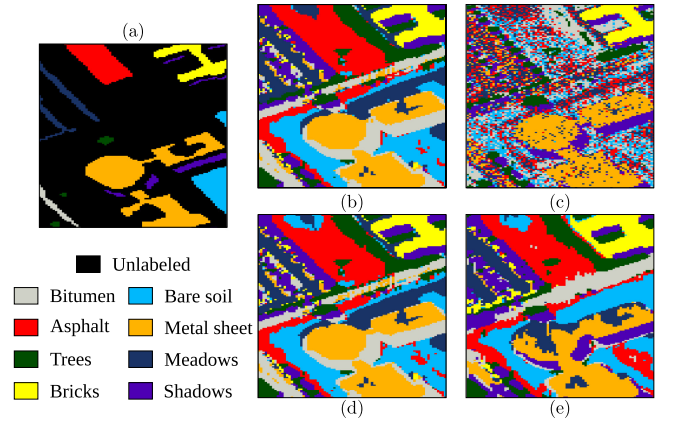 (a)
(b)
(c)
Unlabeled
Bitumen
Bare soil
Asphalt
Metal sheet
Trees
Meadows
Bricks
Shadows
(d)
(e)